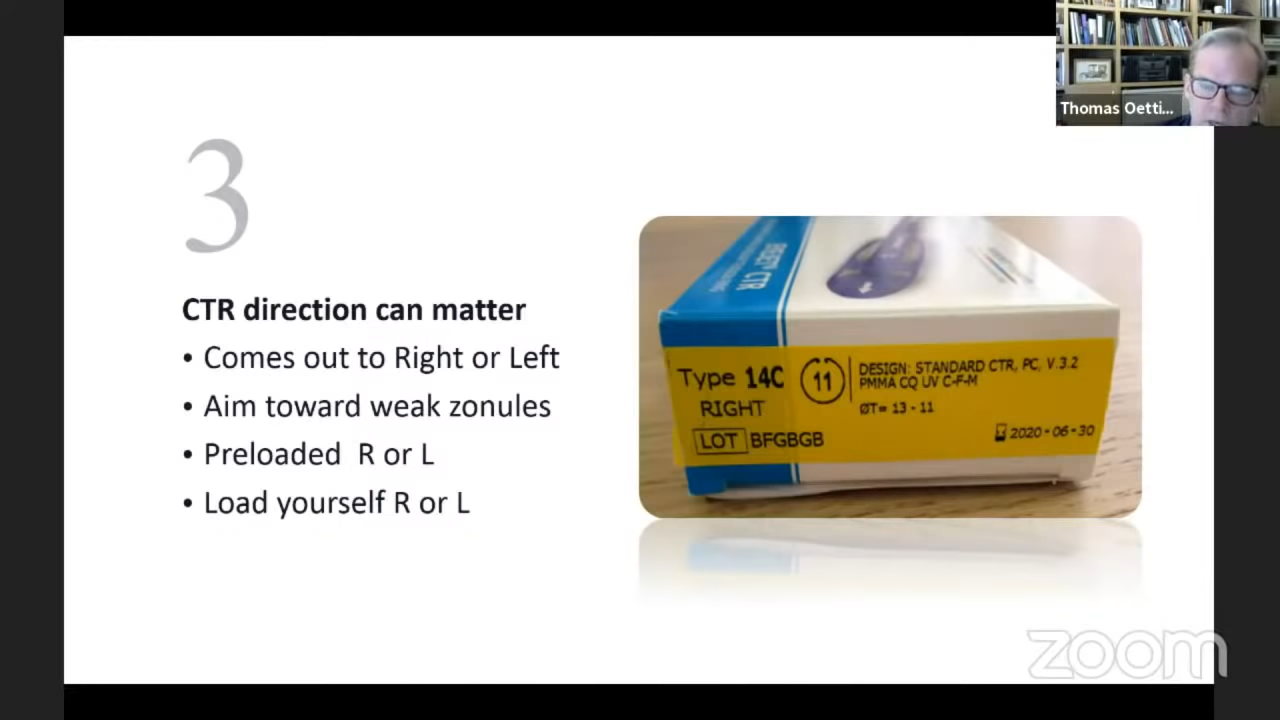 Thomas Oetti...
3
CTR direction can matter
• Comes out to Right or Left
• Aim toward weak zonules
• Preloaded R or L
• Load yourself R or L
Type 14C
RIGHT
LOT BFGBGB
11
DESIGN: STANDARD CTR, PC, V.3.2
PMMA CQ UV C-F-M
ØT= 13 - 11
2020-06-30
zoom